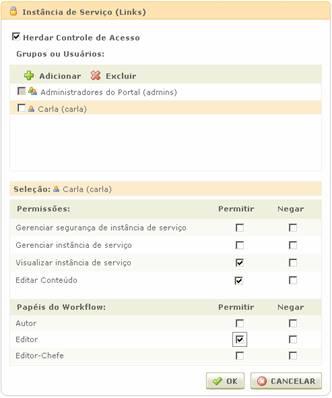 Instância de Serviço (Links)
Herdar Controle de Acesso
Grupos ou Usuários:
Adicionar Excluir
Administradores do Portal (admins)
Carla (carla)
Seleção: Carla (carla)
Permissões: Permitir Negar
Gerenciar segurança de instância de serviço
Gerenciar instância de serviço
Visualizar instância de serviço
Editar Conteúdo
Papéis do Workflow: Permitir Negar
Autor
Editor
Editor-Chefe
OK CANCELAR